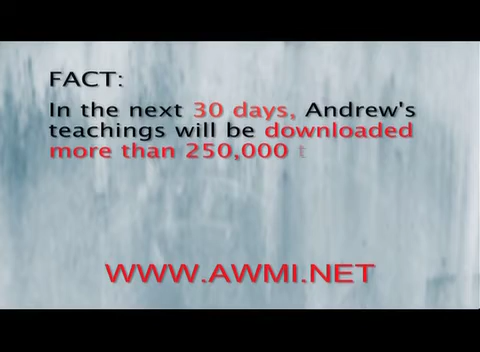 FACT:
In the next 30 days, Andrew's
teachings will be downloaded
more than 250,000 t
WWW.AWMI.NET